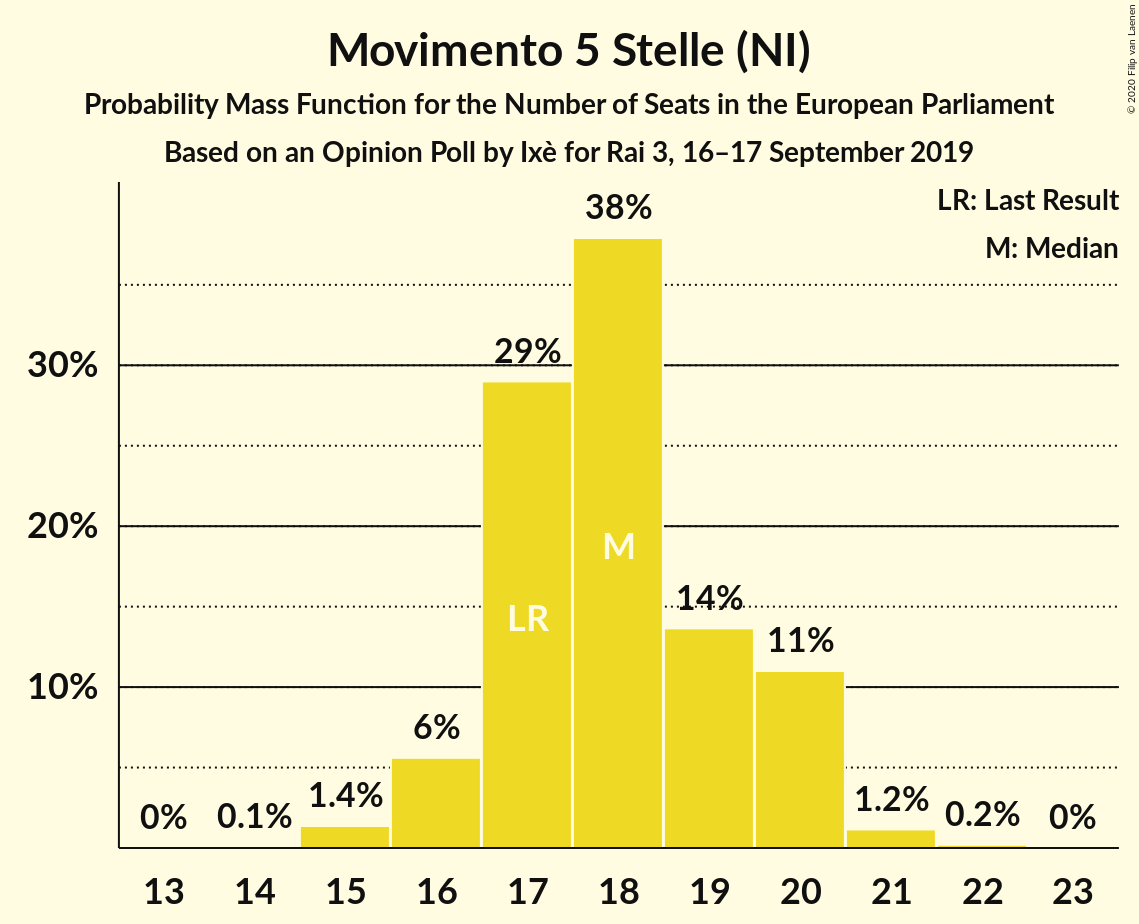 Movimento 5 Stelle (NI)
Probability Mass Function for the Number of Seats in the European Parliament
Based on an Opinion Poll by Ixè for Rai 3, 16–17 September 2019
© 2020 Filip van Laenen
LR: Last Result
M: Median
30%
20%
10%
0%
0.1%
1.4%
6%
29%
38%
14%
11%
1.2%
0.2%
0%
LR
M
13 14 15 16 17 18 19 20 21 22 23